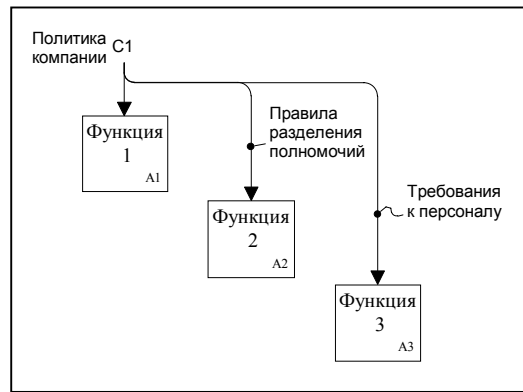 Политика
компании C1
Функция
1
A1
Правила
разделения
полномочий
Функция
2
A2
Требования
к персоналу
Функция
3
A3